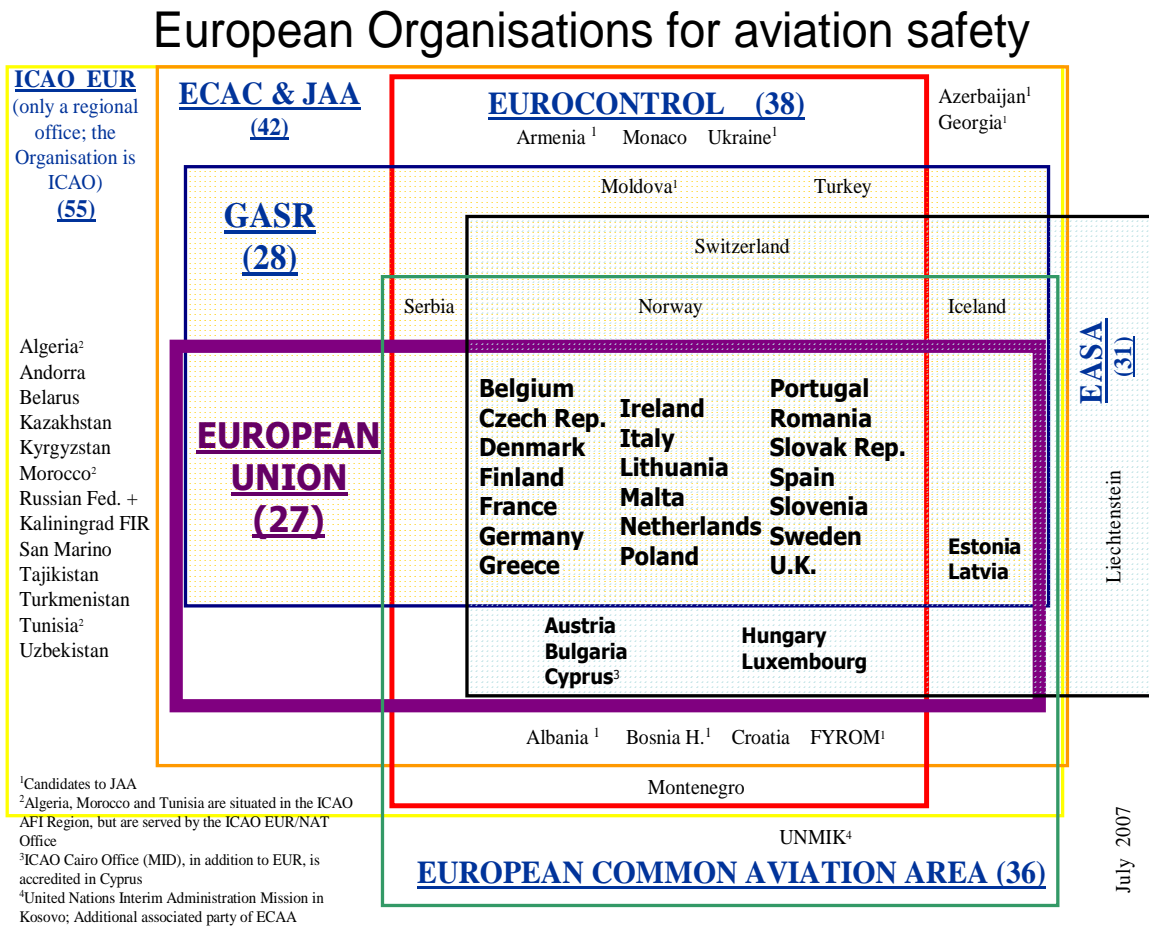 European Organisations for aviation safety
ICAO EUR
(only a regional
office; the
Organisation is
ICAO)
(55)
ECAC & JAA
(42)
EUROCONTROL (38)
Armenia ¹ Monaco Ukraine¹
Azerbaijan¹
Georgia¹
Moldova¹ Turkey
GASR
(28)
Switzerland
Serbia Norway Iceland
EASA
(31)
Liechtenstein
Algeria²
Andorra
Belarus
Kazakhstan
Kyrgyzstan
Morocco²
Russian Fed. +
Kaliningrad FIR
San Marino
Tajikistan
Turkmenistan
Tunisia²
Uzbekistan
EUROPEAN
UNION
(27)
Belgium
Czech Rep.
Denmark
Finland
France
Germany
Greece
Ireland
Italy
Lithuania
Malta
Netherlands
Poland
Portugal
Romania
Slovak Rep.
Spain
Slovenia
Sweden
U.K.
Estonia
Latvia
Austria
Bulgaria
Cyprus³
Hungary
Luxembourg
Albania ¹ Bosnia H.¹ Croatia FYROM¹
Montenegro
UNMIK⁴
EUROPEAN COMMON AVIATION AREA (36)
¹Candidates to JAA
²Algeria, Morocco and Tunisia are situated in the ICAO
AFI Region, but are served by the ICAO EUR/NAT
Office
³ICAO Cairo Office (MID), in addition to EUR, is
accredited in Cyprus
⁴United Nations Interim Administration Mission in
Kosovo; Additional associated party of ECAA
July 2007